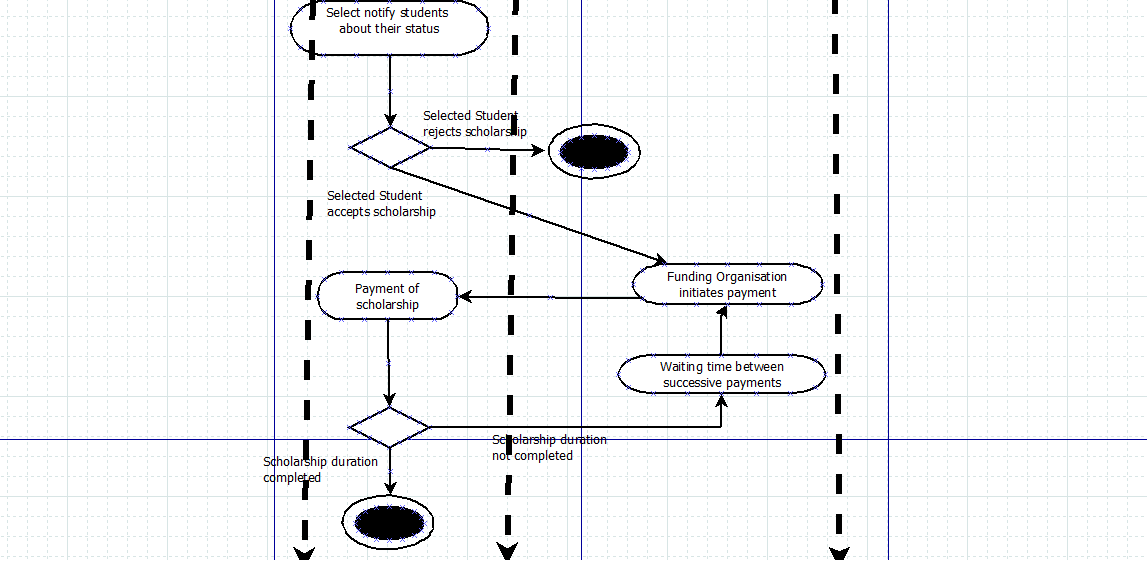 Select notify students
about their status
Selected Student
rejects scholarship
Selected Student
accepts scholarship
Funding Organisation
initiates payment
Payment of
scholarship
Waiting time between
successive payments
Scholarship duration
not completed
Scholarship duration
completed